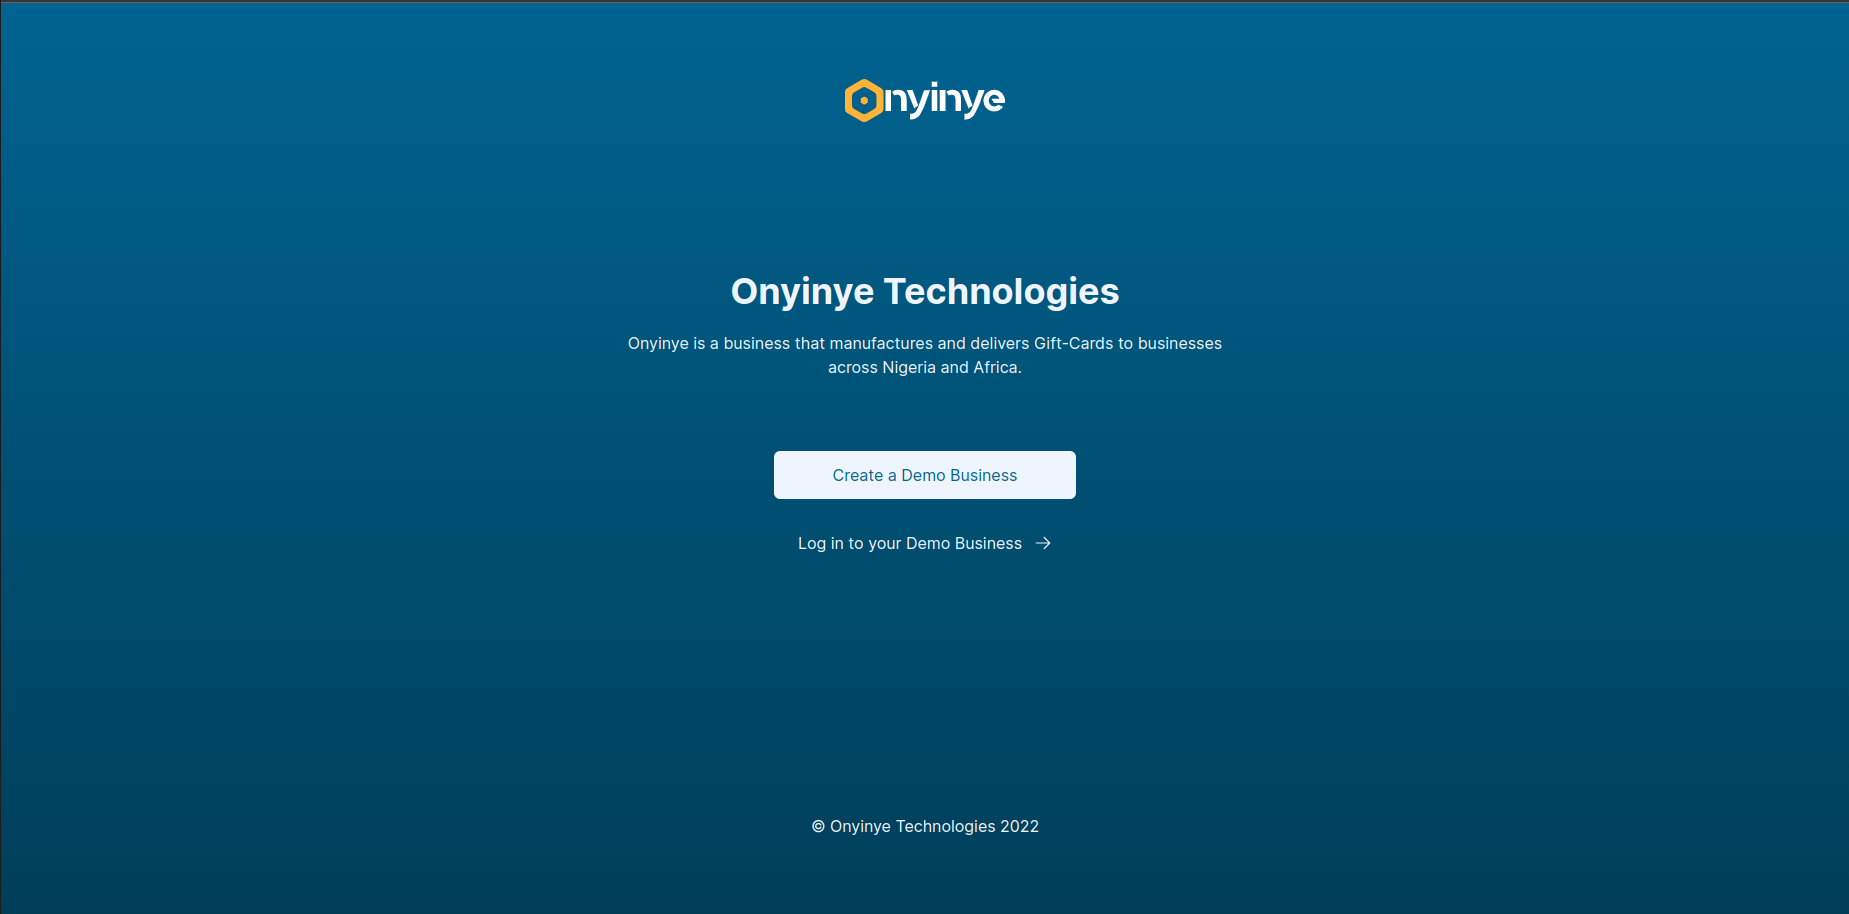 Onyinye
Onyinye Technologies
Onyinye is a business that manufactures and delivers Gift-Cards to businesses
across Nigeria and Africa.
Create a Demo Business
Log in to your Demo Business →
© Onyinye Technologies 2022